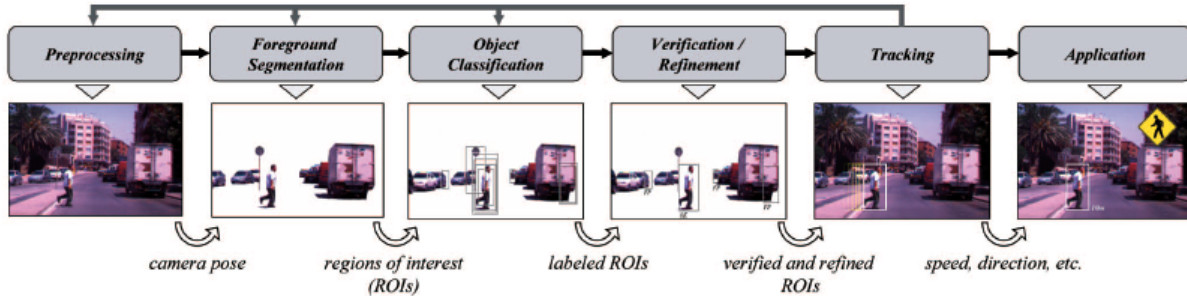 Preprocessing
Foreground
Segmentation
Object
Classification
Verification /
Refinement
Tracking
Application
camera pose
regions of interest
(ROIs)
labeled ROIs
verified and refined
ROIs
speed, direction, etc.